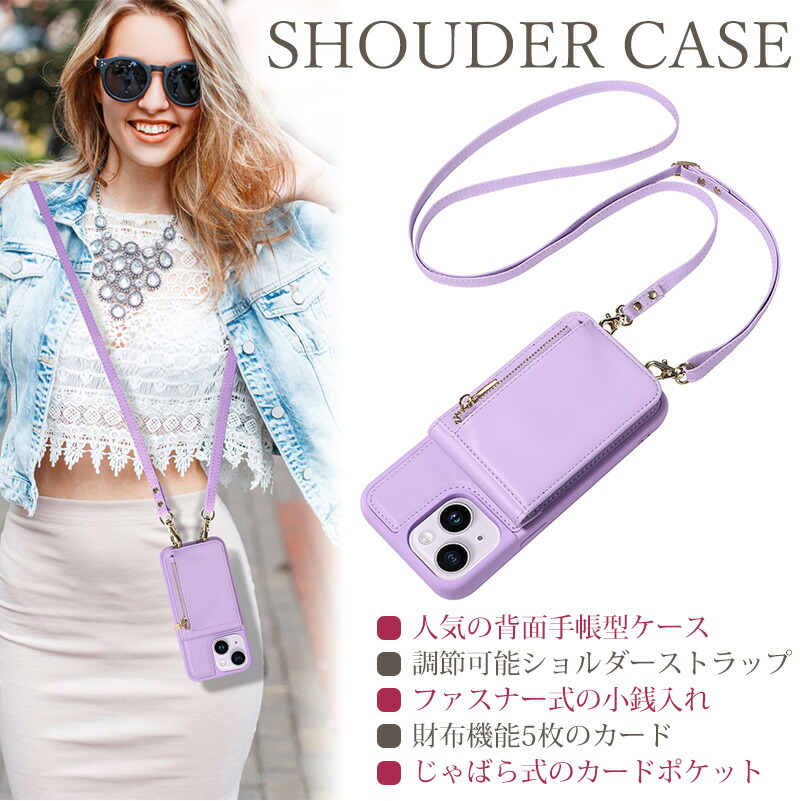 SHOUDER CASE
人気の背面手帳型ケース
調節可能ショルダーストラップ
ファスナー式の小銭入れ
財布機能5枚のカード
じゃばら式のカードポケット